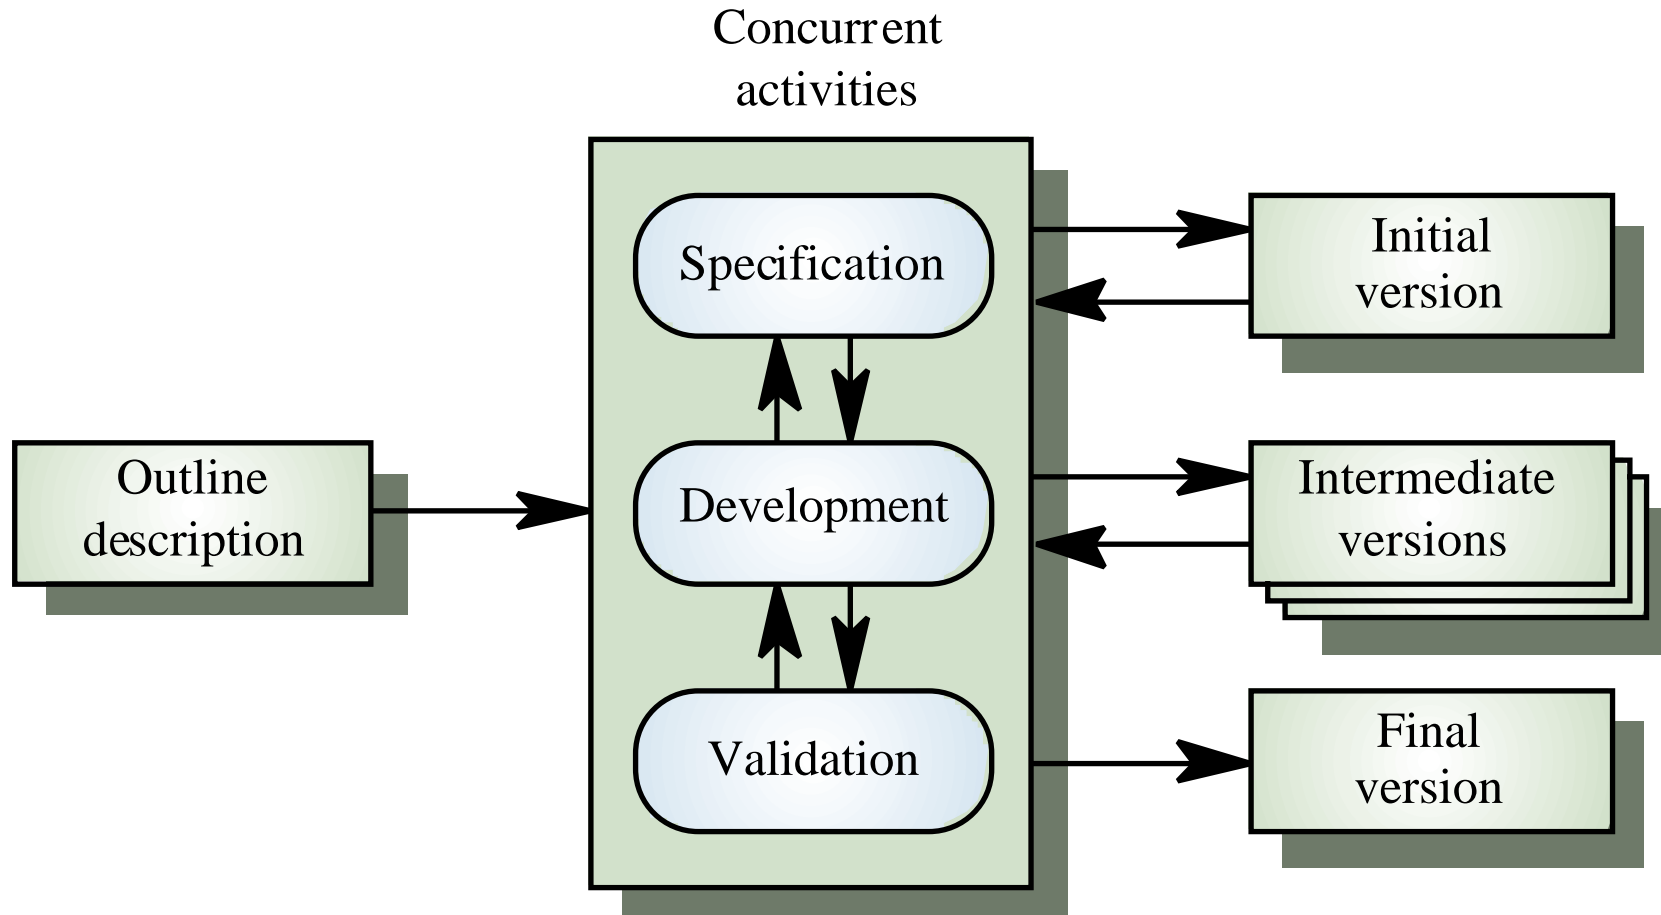 Concurrent
activities
Specification
Initial
version
Outline
description
Development
Intermediate
versions
Validation
Final
version